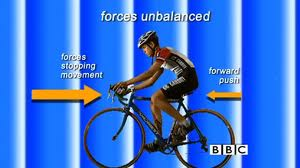 forces unbalanced
forces
stopping
movement
forward
push
BBC